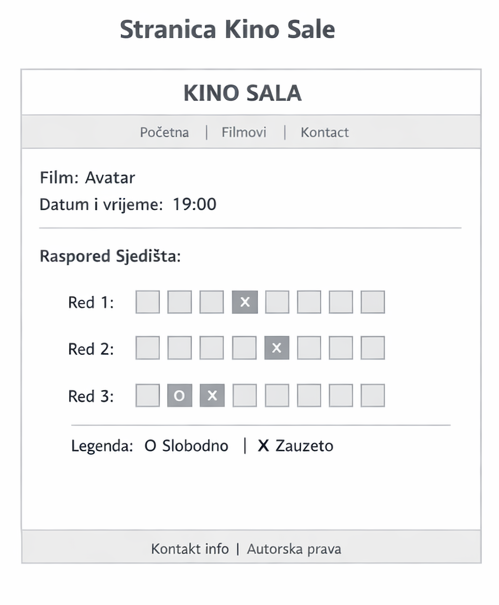 Stranica Kino Sale
KINO SALA
Početna | Filmovi | Kontact
Film: Avatar
Datum i vrijeme: 19:00
Raspored Sjedišta:
Red 1: X
Red 2: X
Red 3: O X
Legenda: O Slobodno | X Zauzeto
Kontakt info | Autorska prava